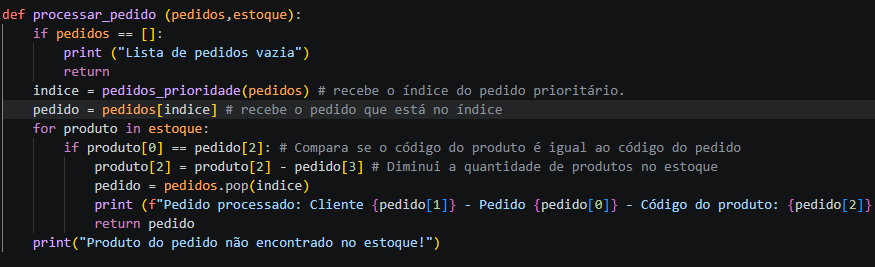 def processar_pedido (pedidos,estoque):
    if pedidos == []:
        print ("Lista de pedidos vazia")
        return
    indice = pedidos_prioridade(pedidos) # recebe o índice do pedido prioritário.
    pedido = pedidos[indice] # recebe o pedido que está no índice
    for produto in estoque:
        if produto[0] == pedido[2]: # Compara se o código do produto é igual ao código do pedido
            produto[2] = produto[2] - pedido[3] # Diminui a quantidade de produtos no estoque
            pedido = pedidos.pop(indice)
            print (f"Pedido processado: Cliente {pedido[1]} - Pedido {pedido[0]} - Código do produto: {pedido[2]}
            return pedido
    print("Produto do pedido não encontrado no estoque!")